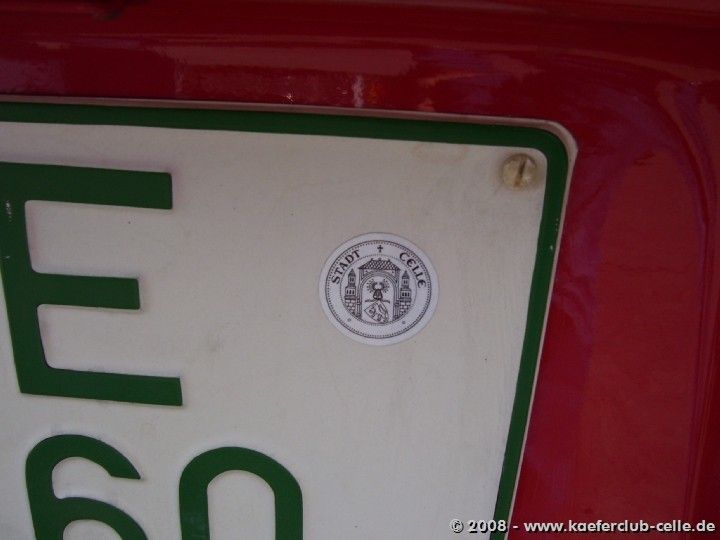 E
STADT CELLE
60
© 2008 - www.kaeferclub-celle.de